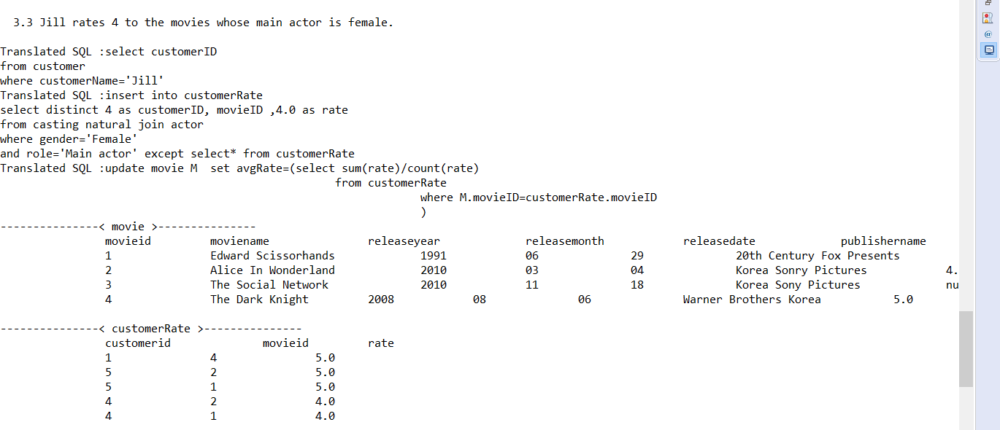 3.3 Jill rates 4 to the movies whose main actor is female.
Translated SQL :select customerID
from customer
where customerName='Jill'
Translated SQL :insert into customerRate
select distinct 4 as customerID, movieID ,4.0 as rate
from casting natural join actor
where gender='Female'
and role='Main actor' except select* from customerRate
Translated SQL :update movie M  set avgRate=(select sum(rate)/count(rate)
from customerRate
where M.movieID=customerRate.movieID
)
---------------< movie >---------------
movieid moviename releaseyear releasemonth releasedate publishername
1 Edward Scissorhands 1991 06 29 20th Century Fox Presents
2 Alice In Wonderland 2010 03 04 Korea Sonry Pictures 4.
3 The Social Network 2010 11 18 Korea Sony Pictures nu
4 The Dark Knight 2008 08 06 Warner Brothers Korea 5.0
---------------< customerRate >---------------
customerid movieid rate
1 4 5.0
5 2 5.0
5 1 5.0
4 2 4.0
4 1 4.0